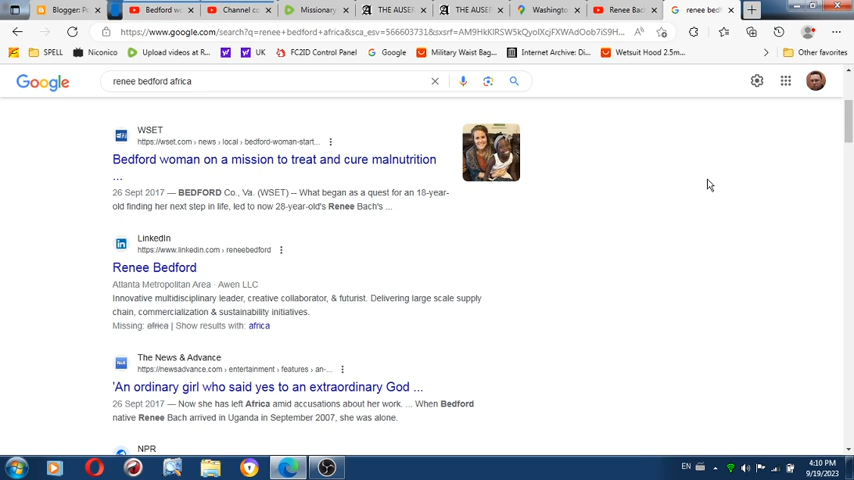 Blogger: Po
Bedford w
Channel co
Missionary
THE AUSER
THE AUSER
Washington
Renee Bac
renee bedf
https://www.google.com/search?q=renee+bedford+africa&sca_esv=566603731&sxsrf=
SPELL
Niconico
Upload videos at R...
Y!
Y! UK
FC2ID Control Panel
Google
Military Waist Bag...
Internet Archive: Di...
Wetsuit Hood 2.5m...
Other favorites
Google
renee bedford africa
WSET
https://wset.com › news › local › bedford-woman-start...
Bedford woman on a mission to treat and cure malnutrition
...
26 Sept 2017 — BEDFORD Co., Va. (WSET) -- What began as a quest for an 18-year-
old finding her next step in life, led to now 28-year-old's Renee Bach's ...
LinkedIn
https://www.linkedin.com › reneebedford
Renee Bedford
Atlanta Metropolitan Area · Awen LLC
Innovative multidisciplinary leader, creative collaborator, & futurist. Delivering large scale supply
chain, commercialization & sustainability initiatives.
Missing: africa | Show results with: africa
The News & Advance
https://newsadvance.com › entertainment › features › an-...
'An ordinary girl who said yes to an extraordinary God ...
26 Sept 2017 — Now she has left Africa amid accusations about her work. ... When Bedford
native Renee Bach arrived in Uganda in September 2007, she was alone.
NPR
EN
4:10 PM
9/19/2023